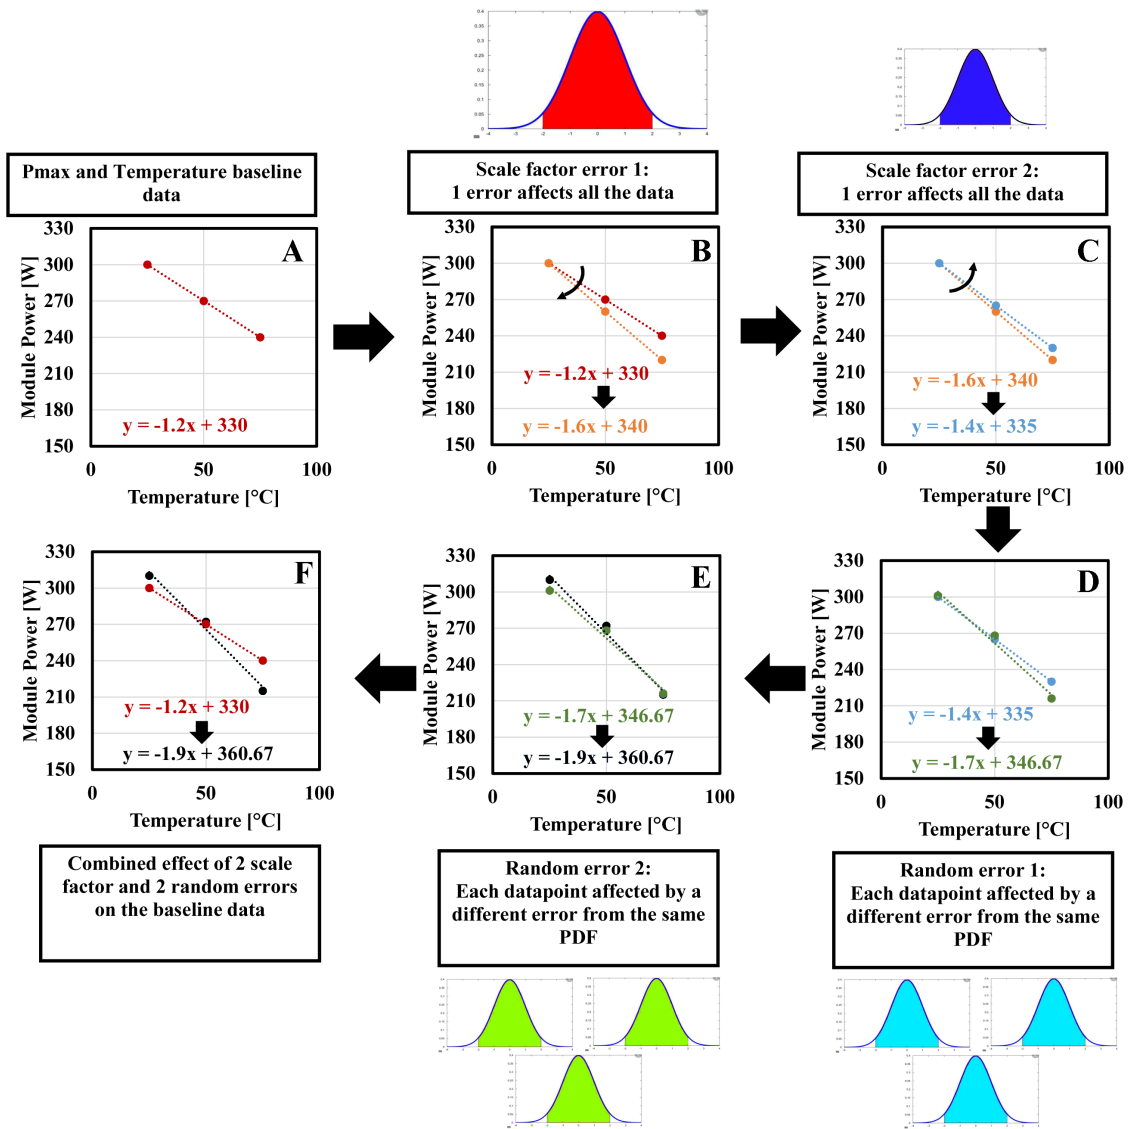 Pmax and Temperature baseline
data
Scale factor error 1:
1 error affects all the data
Scale factor error 2:
1 error affects all the data
Module Power [W]
330
300
270
240
210
180
150
A
y = -1.2x + 330
0
50
100
Temperature [°C]
Module Power [W]
330
300
270
240
210
180
150
B
y = -1.2x + 330
y = -1.6x + 340
0
50
100
Temperature [°C]
Module Power [W]
330
300
270
240
210
180
150
C
y = -1.6x + 340
y = -1.4x + 335
0
50
100
Temperature [°C]
Module Power [W]
330
300
270
240
210
180
150
D
y = -1.4x + 335
y = -1.7x + 346.67
0
50
100
Temperature [°C]
Random error 1:
Each datapoint affected by a
different error from the same
PDF
Module Power [W]
330
300
270
240
210
180
150
E
y = -1.7x + 346.67
y = -1.9x + 360.67
0
50
100
Temperature [°C]
Random error 2:
Each datapoint affected by a
different error from the same
PDF
Module Power [W]
330
300
270
240
210
180
150
F
y = -1.2x + 330
y = -1.9x + 360.67
0
50
100
Temperature [°C]
Combined effect of 2 scale
factor and 2 random errors
on the baseline data